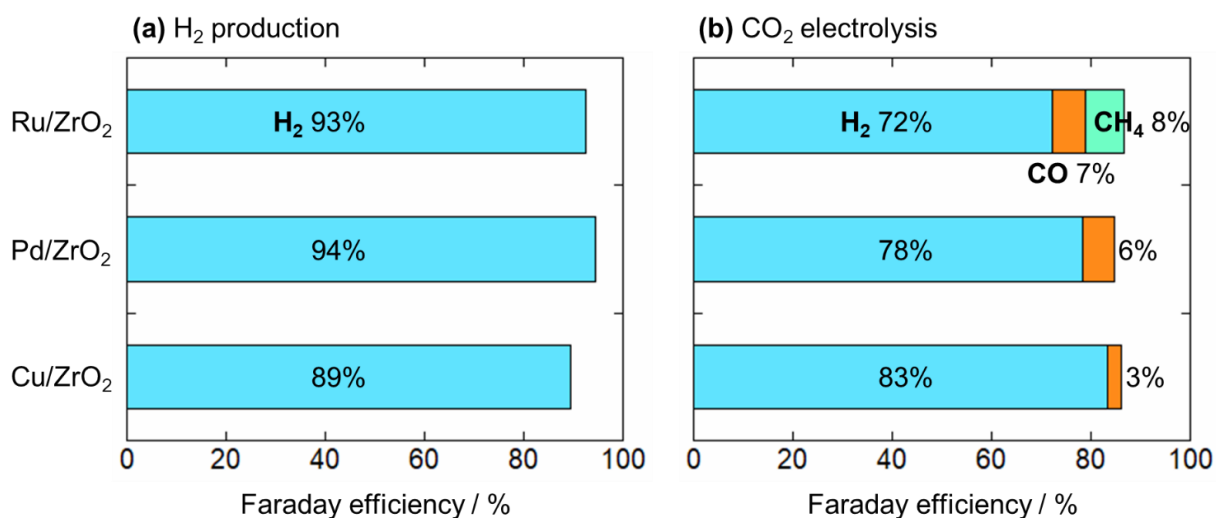 (a) H₂ production
(b) CO₂ electrolysis
Ru/ZrO₂
H₂ 93%
H₂ 72%
CH₄ 8%
CO 7%
Pd/ZrO₂
94%
78%
6%
Cu/ZrO₂
89%
83%
3%
0 20 40 60 80 100
0 20 40 60 80 100
Faraday efficiency / %
Faraday efficiency / %